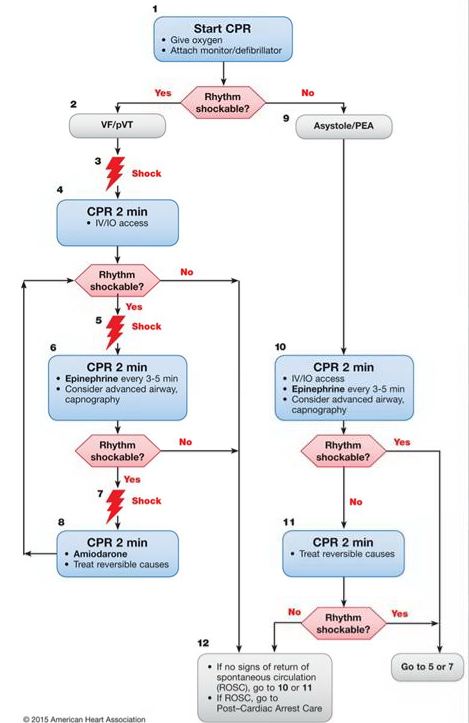 1
Start CPR
• Give oxygen
• Attach monitor/defibrillator
Rhythm
shockable?
Yes
No
2
VF/pVT
9
Asystole/PEA
3
Shock
4
CPR 2 min
• IV/IO access
Rhythm
shockable?
No
Yes
5
Shock
6
CPR 2 min
• Epinephrine every 3-5 min
• Consider advanced airway,
capnography
10
CPR 2 min
• IV/IO access
• Epinephrine every 3-5 min
• Consider advanced airway,
capnography
Rhythm
shockable?
No
Yes
Rhythm
shockable?
Yes
No
7
Shock
8
CPR 2 min
• Amiodarone
• Treat reversible causes
11
CPR 2 min
• Treat reversible causes
Rhythm
shockable?
No
Yes
12
• If no signs of return of
spontaneous circulation
(ROSC), go to 10 or 11
• If ROSC, go to
Post–Cardiac Arrest Care
Go to 5 or 7
© 2015 American Heart Association